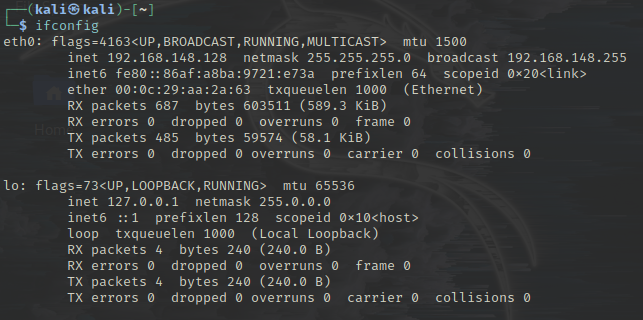 ┌──(kali㉿kali)-[~]
└─$ ifconfig
eth0: flags=4163<UP,BROADCAST,RUNNING,MULTICAST>  mtu 1500
        inet 192.168.148.128  netmask 255.255.255.0  broadcast 192.168.148.255
        inet6 fe80::86af:a8ba:9721:e73a  prefixlen 64  scopeid 0×20<link>
        ether 00:0c:29:aa:2a:63  txqueuelen 1000  (Ethernet)
        RX packets 687  bytes 603511 (589.3 KiB)
        RX errors 0  dropped 0  overruns 0  frame 0
        TX packets 485  bytes 59574 (58.1 KiB)
        TX errors 0  dropped 0 overruns 0  carrier 0  collisions 0

lo: flags=73<UP,LOOPBACK,RUNNING>  mtu 65536
        inet 127.0.0.1  netmask 255.0.0.0
        inet6 ::1  prefixlen 128  scopeid 0×10<host>
        loop  txqueuelen 1000  (Local Loopback)
        RX packets 4  bytes 240 (240.0 B)
        RX errors 0  dropped 0  overruns 0  frame 0
        TX packets 4  bytes 240 (240.0 B)
        TX errors 0  dropped 0 overruns 0  carrier 0  collisions 0